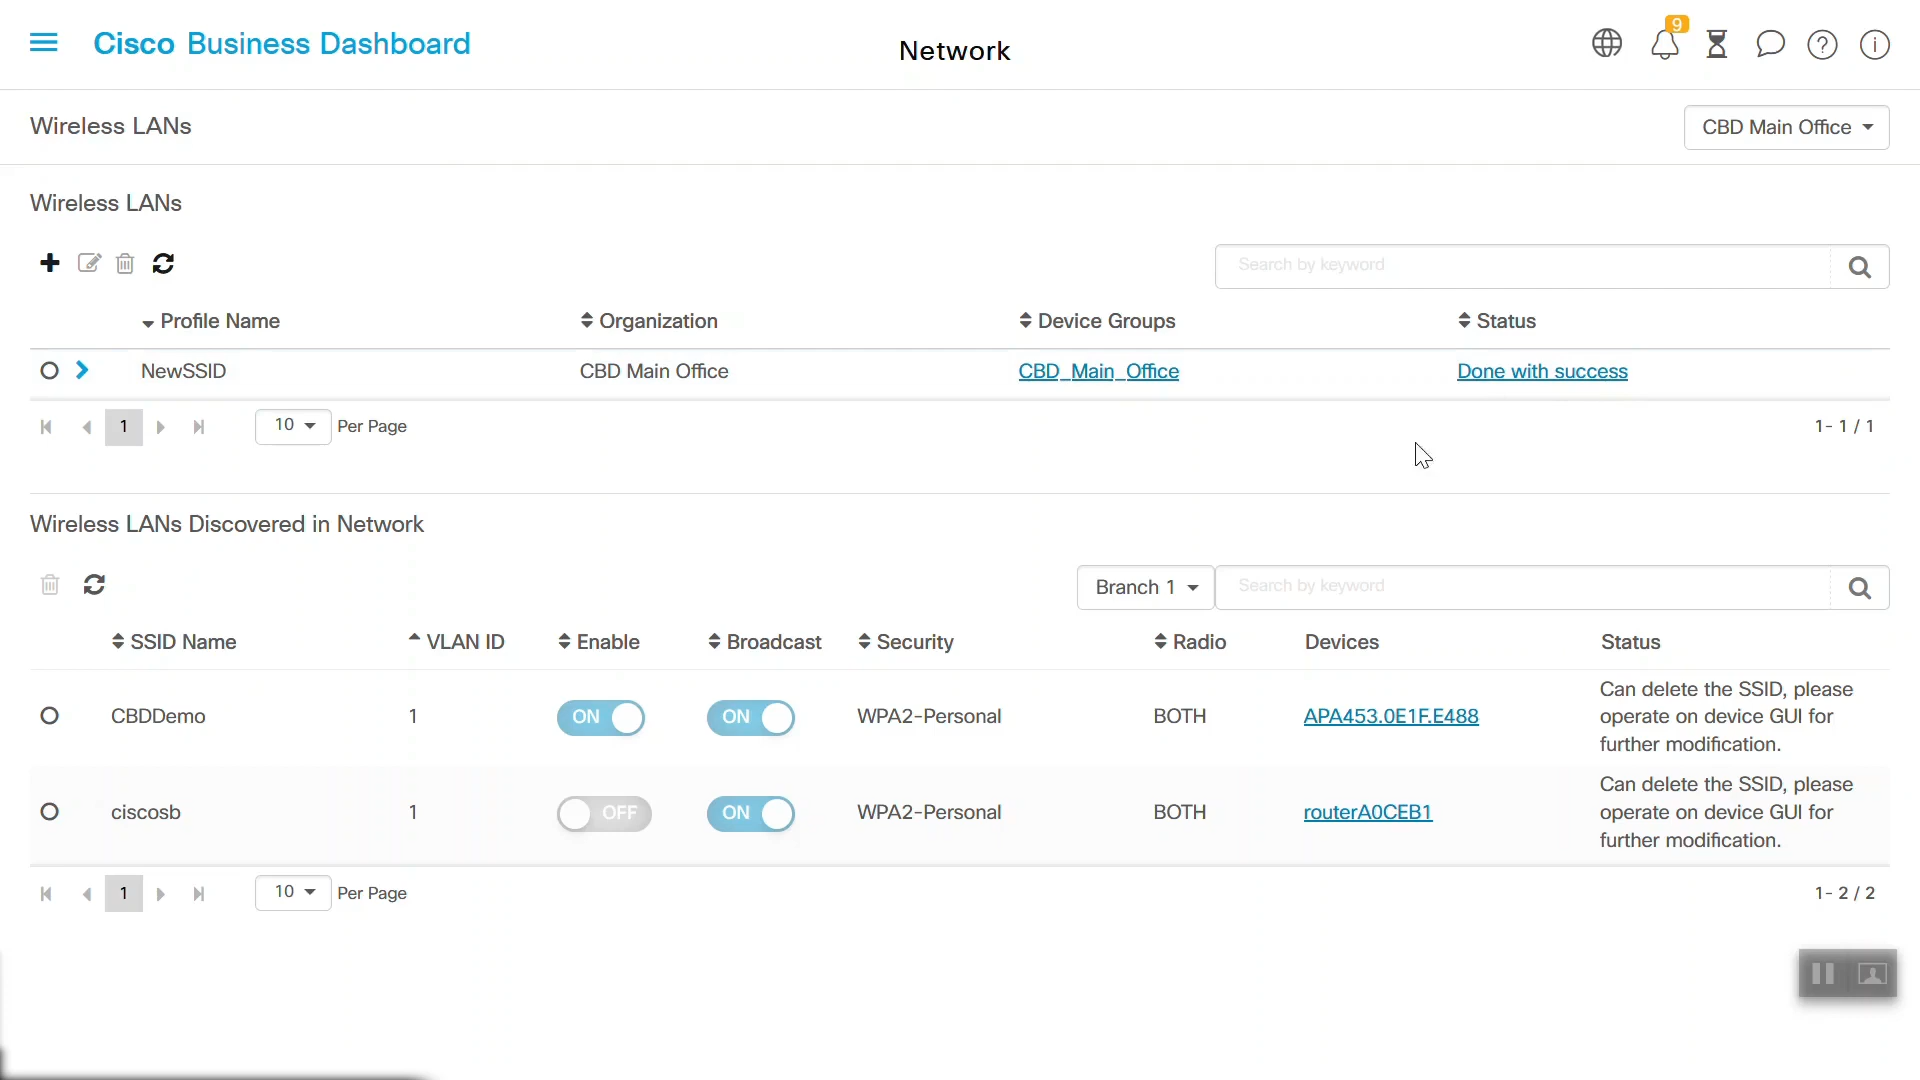 Cisco Business Dashboard
Network
9
Wireless LANs
CBD Main Office
Wireless LANs
Search by keyword
Profile Name Organization Device Groups Status
NewSSID CBD Main Office CBD_Main_Office Done with success
1 10 Per Page 1- 1 / 1
Wireless LANs Discovered in Network
Branch 1 Search by keyword
SSID Name VLAN ID Enable Broadcast Security Radio Devices Status
CBDDemo 1 ON ON WPA2-Personal BOTH APA453.0E1F.E488
Can delete the SSID, please
operate on device GUI for
further modification.
ciscosb 1 OFF ON WPA2-Personal BOTH routerA0CEB1
Can delete the SSID, please
operate on device GUI for
further modification.
1 10 Per Page 1- 2 / 2